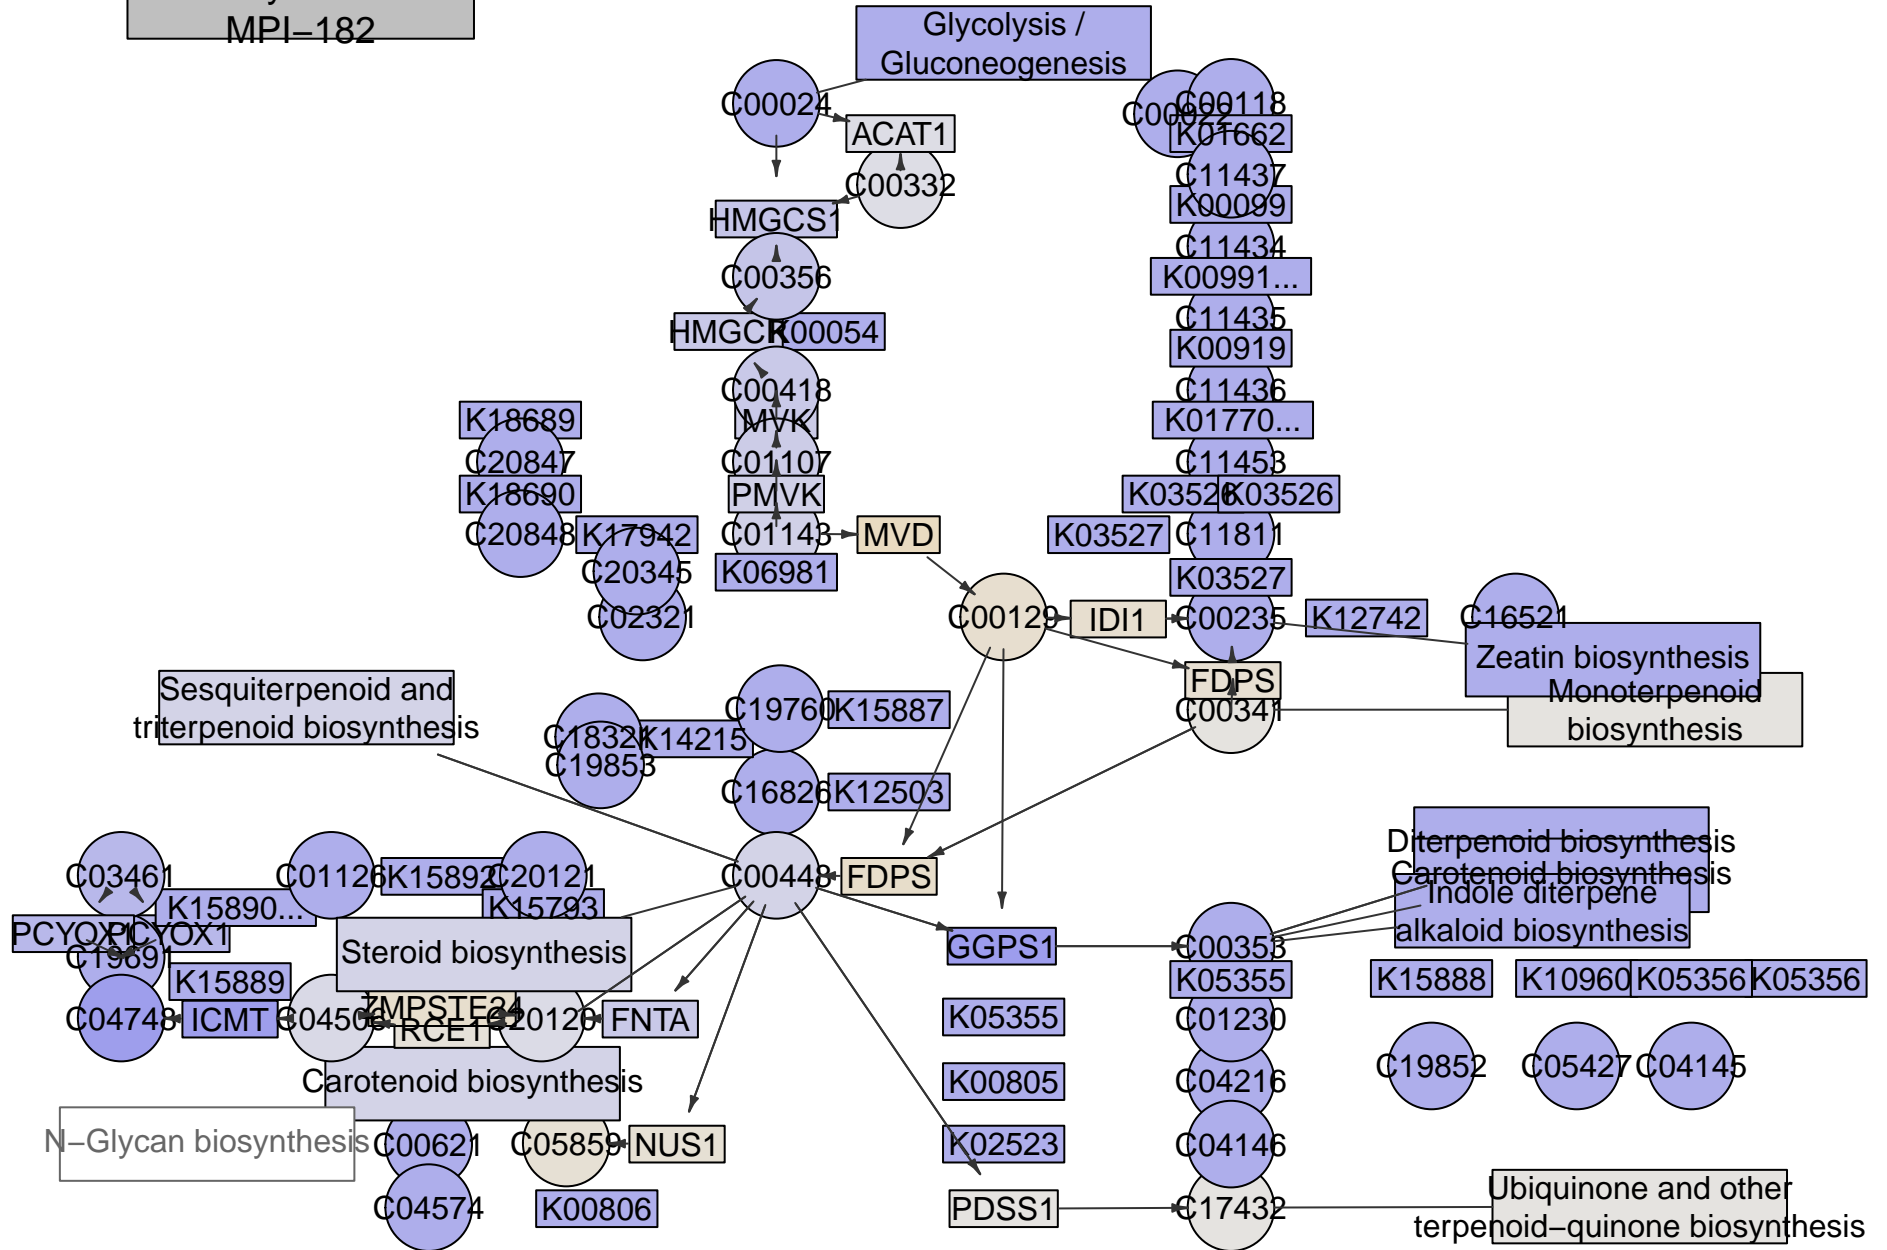 MPI−182
Glycolysis /
Gluconeogenesis
C00024
ACAT1
C00332
C00022
C00118
K01662
C11437
K00099
HMGCS1
C11434
C00356
K00991...
C11435
HMGCR
K00054
K00919
C00418
C11436
K18689
MVK
K01770...
C20847
C01107
C11453
K18690
PMVK
K03526
K03526
C20848
K17942
C01143
MVD
K03527
C11811
C20345
K06981
K03527
C02321
C00129
IDI1
C00235
K12742
C16521
Zeatin biosynthesis
FDPS
Sesquiterpenoid and
triterpenoid biosynthesis
Monoterpenoid
biosynthesis
C19760
K15887
C00341
C18321
K14215
C19853
C16826
K12503
Diterpenoid biosynthesis
Carotenoid biosynthesis
C03461
C01126
K15892
C20121
C00448
FDPS
Indole diterpene
alkaloid biosynthesis
K15890...
K15793
PCYOX1
PCYOX1
C19691
Steroid biosynthesis
GGPS1
C00353
K15889
K05355
K15888
K10960
K05356
K05356
C04748
ICMT
C04506
ZMPSTE24
RCE1
C20120
FNTA
K05355
C01230
C19852
C05427
C04145
Carotenoid biosynthesis
K00805
C04216
N−Glycan biosynthesis
C00621
C05859
NUS1
K02523
C04146
C04574
K00806
PDSS1
C17432
Ubiquinone and other
terpenoid−quinone biosynthesis